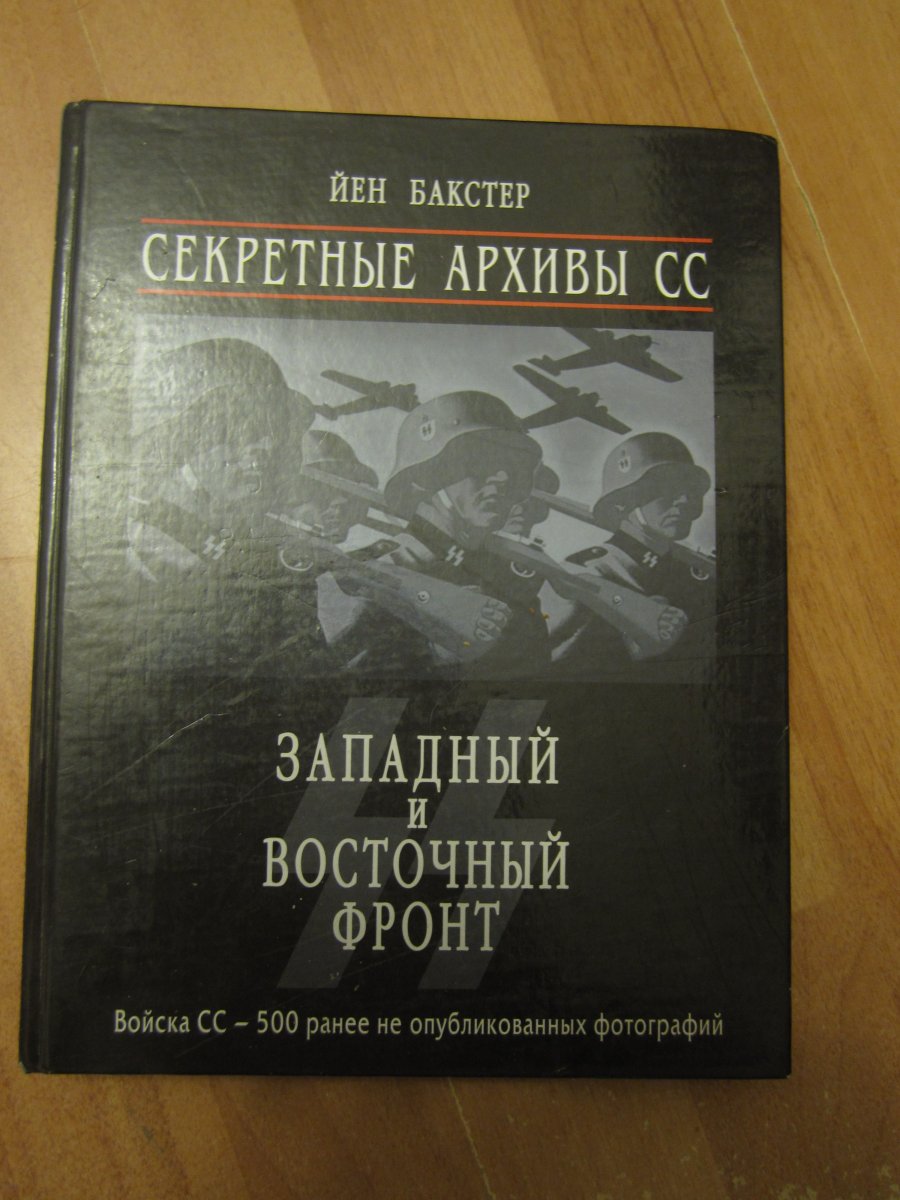 ЙЕН БАКСТЕР
СЕКРЕТНЫЕ АРХИВЫ СС
ЗАПАДНЫЙ
И
ВОСТОЧНЫЙ
ФРОНТ
Войска СС – 500 ранее не опубликованных фотографий